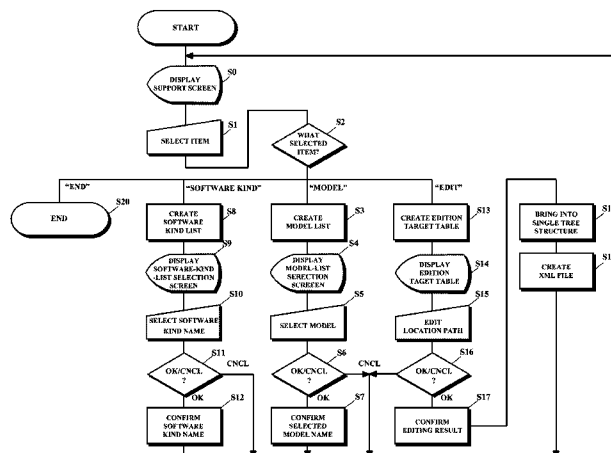 START
DISPLAY
SUPPORT SCREEN
S0
S1
SELECT ITEM
S2
WHAT
SELECTED
ITEM?
"END"
"SOFTWARE KIND"
"MODEL"
"EDIT"
S20
END
S8
CREATE
SOFTWARE
KIND LIST
S3
CREATE
MODEL LIST
S13
CREATE EDITION
TARGET TABLE
BRING INTO
SINGLE TREE
STRUCTURE
S9
DISPLAY
SOFTWARE-KIND
-LIST SELECTION
SCREEN
S4
DISPLAY
MODEL-LIST
SERECTION
SCREEN
S14
DISPLAY
EDITION
TAGET TABLE
CREATE
XML FILE
S10
SELECT SOFTWARE
KIND NAME
S5
SELECT MODEL
S15
EDIT
LOCATION PATH
S11
OK/CNCL
?
CNCL
OK
S6
OK/CNCL
?
CNCL
OK
S16
OK/CNCL
?
OK
S12
CONFIRM
SOFTWARE
KIND NAME
S7
CONFIRM
SELECTED
MODEL NAME
S17
CONFIRM
EDITING RESULT